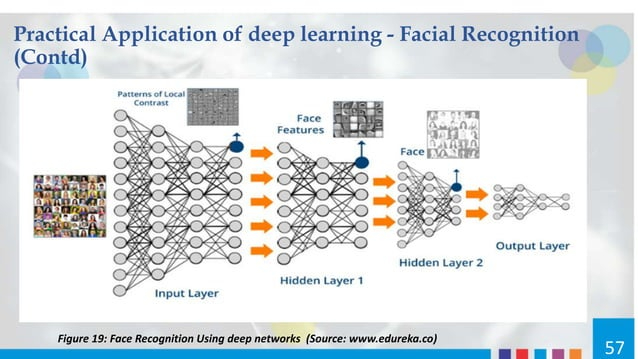 Practical Application of deep learning - Facial Recognition
(Contd)
Patterns of Local
Contrast
Face
Features
Face
Output Layer
Hidden Layer 2
Hidden Layer 1
Input Layer
Figure 19: Face Recognition Using deep networks (Source: www.edureka.co)
57